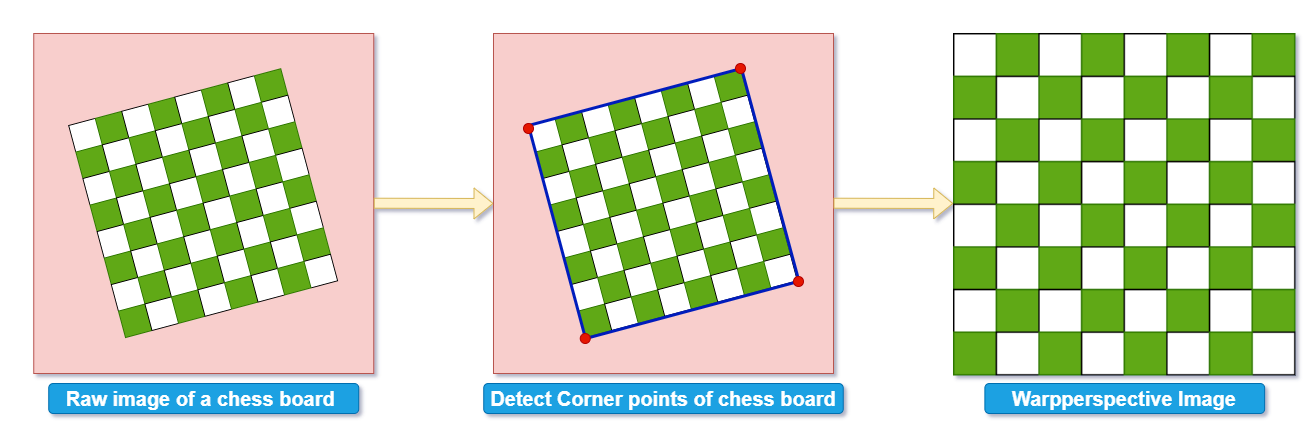 Raw image of a chess board
Detect Corner points of chess board
Warpperspective Image